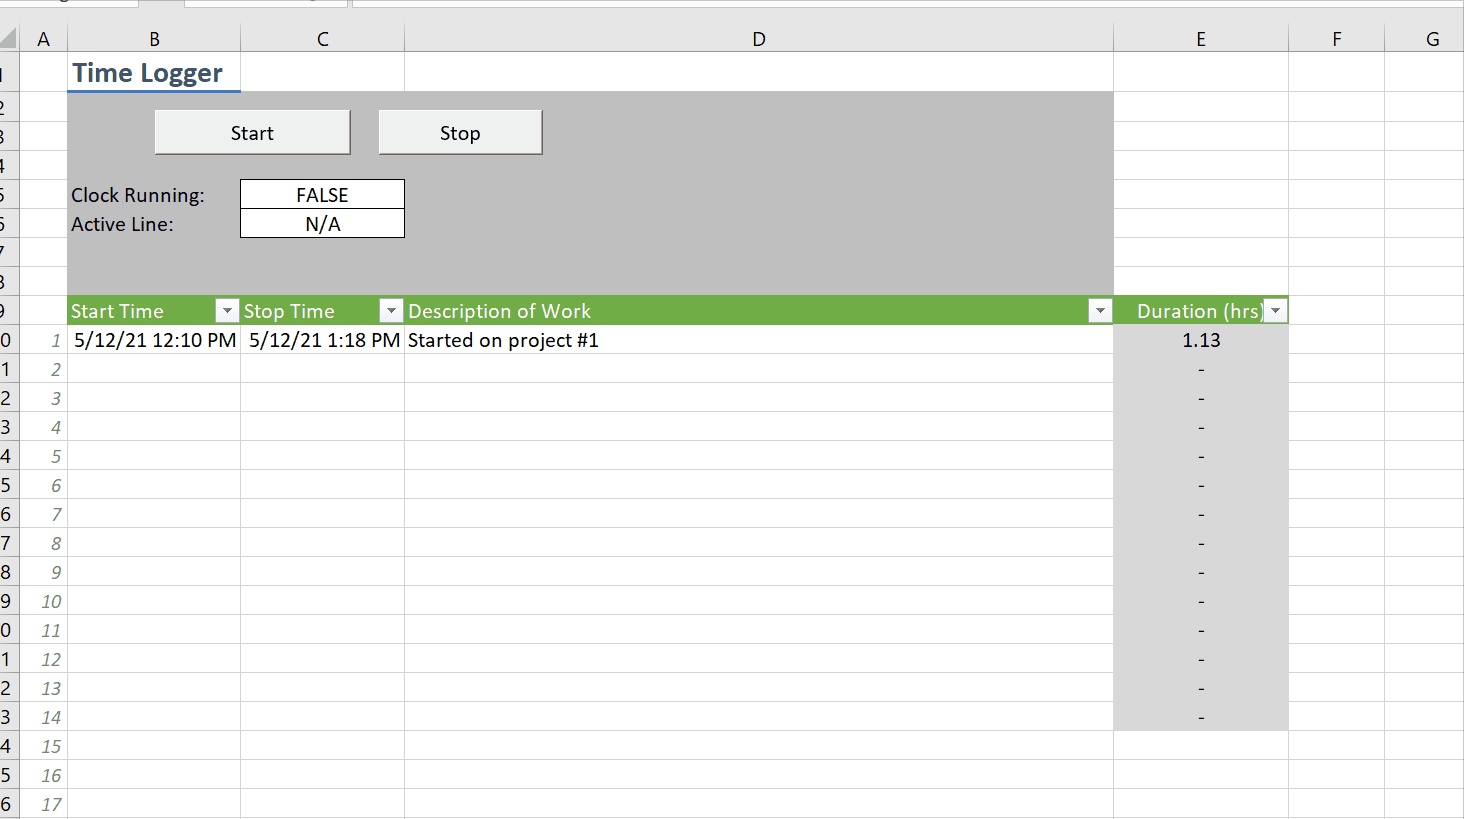 A B C D E F G
Time Logger
2
3
4
5
6
7
8
9
Start Stop
Clock Running: FALSE
Active Line: N/A
Start Time Stop Time Description of Work Duration (hrs)
0 1 5/12/21 12:10 PM 5/12/21 1:18 PM Started on project #1 1.13
1 2 -
2 3 -
3 4 -
4 5 -
5 6 -
6 7 -
7 8 -
8 9 -
9 10 -
0 11 -
1 12 -
2 13 -
3 14 -
4 15
5 16
6 17